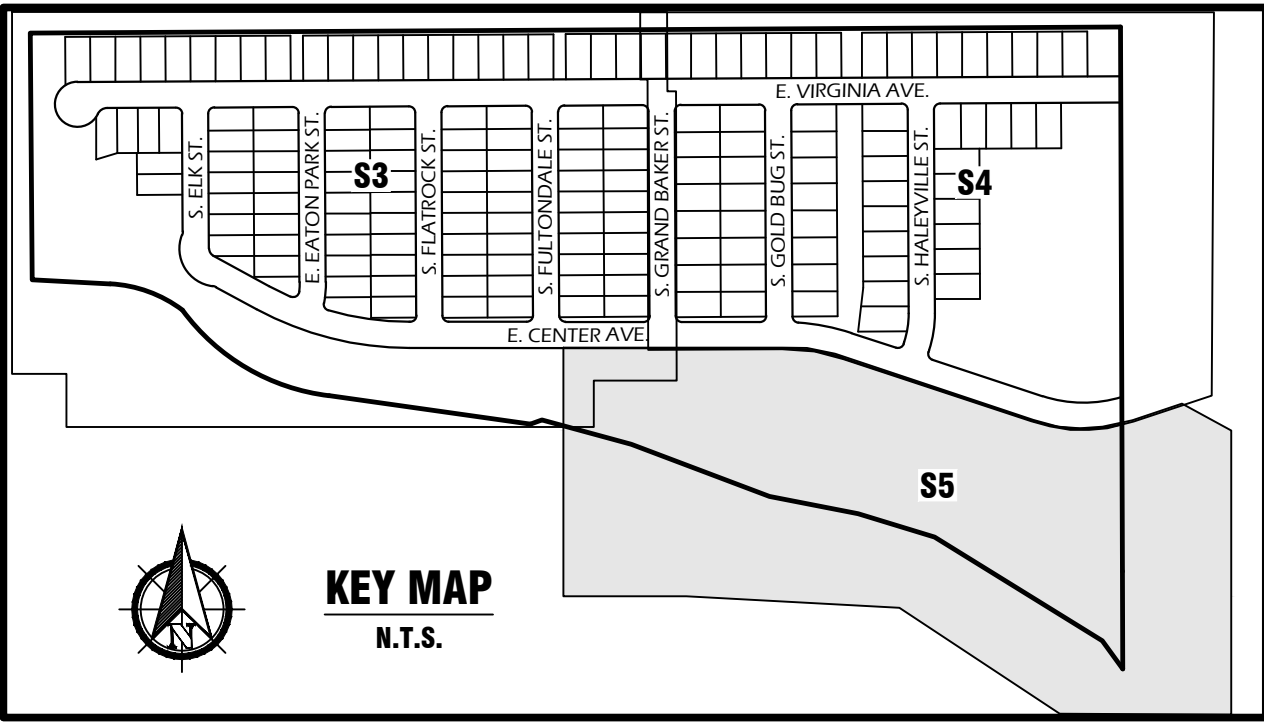 E. VIRGINIA AVE.
S. ELK ST.
E. EATON PARK ST.
S3
S. FLATROCK ST.
S. FULTONDALE ST.
S. GRAND BAKER ST.
S. GOLD BUG ST.
S. HALEYVILLE ST.
S4
E. CENTER AVE.
S5
N
KEY MAP
N.T.S.